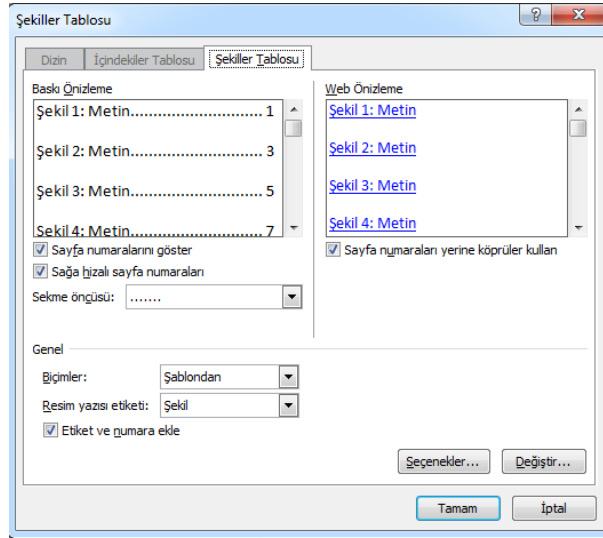 Şekiller Tablosu
Dizin İçindekiler Tablosu Şekiller Tablosu
Baskı Önizleme
Şekil 1: Metin............................. 1
Şekil 2: Metin............................. 3
Şekil 3: Metin............................. 5
Şekil 4: Metin............................. 7
Sayfa numaralarını göster
Sağa hizalı sayfa numaraları
Sekme öncüsü: .......
Web Önizleme
Şekil 1: Metin
Şekil 2: Metin
Şekil 3: Metin
Şekil 4: Metin
Sayfa numaraları yerine köprüler kullan
Genel
Biçimler: Şablondan
Resim yazısı etiketi: Şekil
Etiket ve numara ekle
Seçenekler... Değiştir...
Tamam İptal